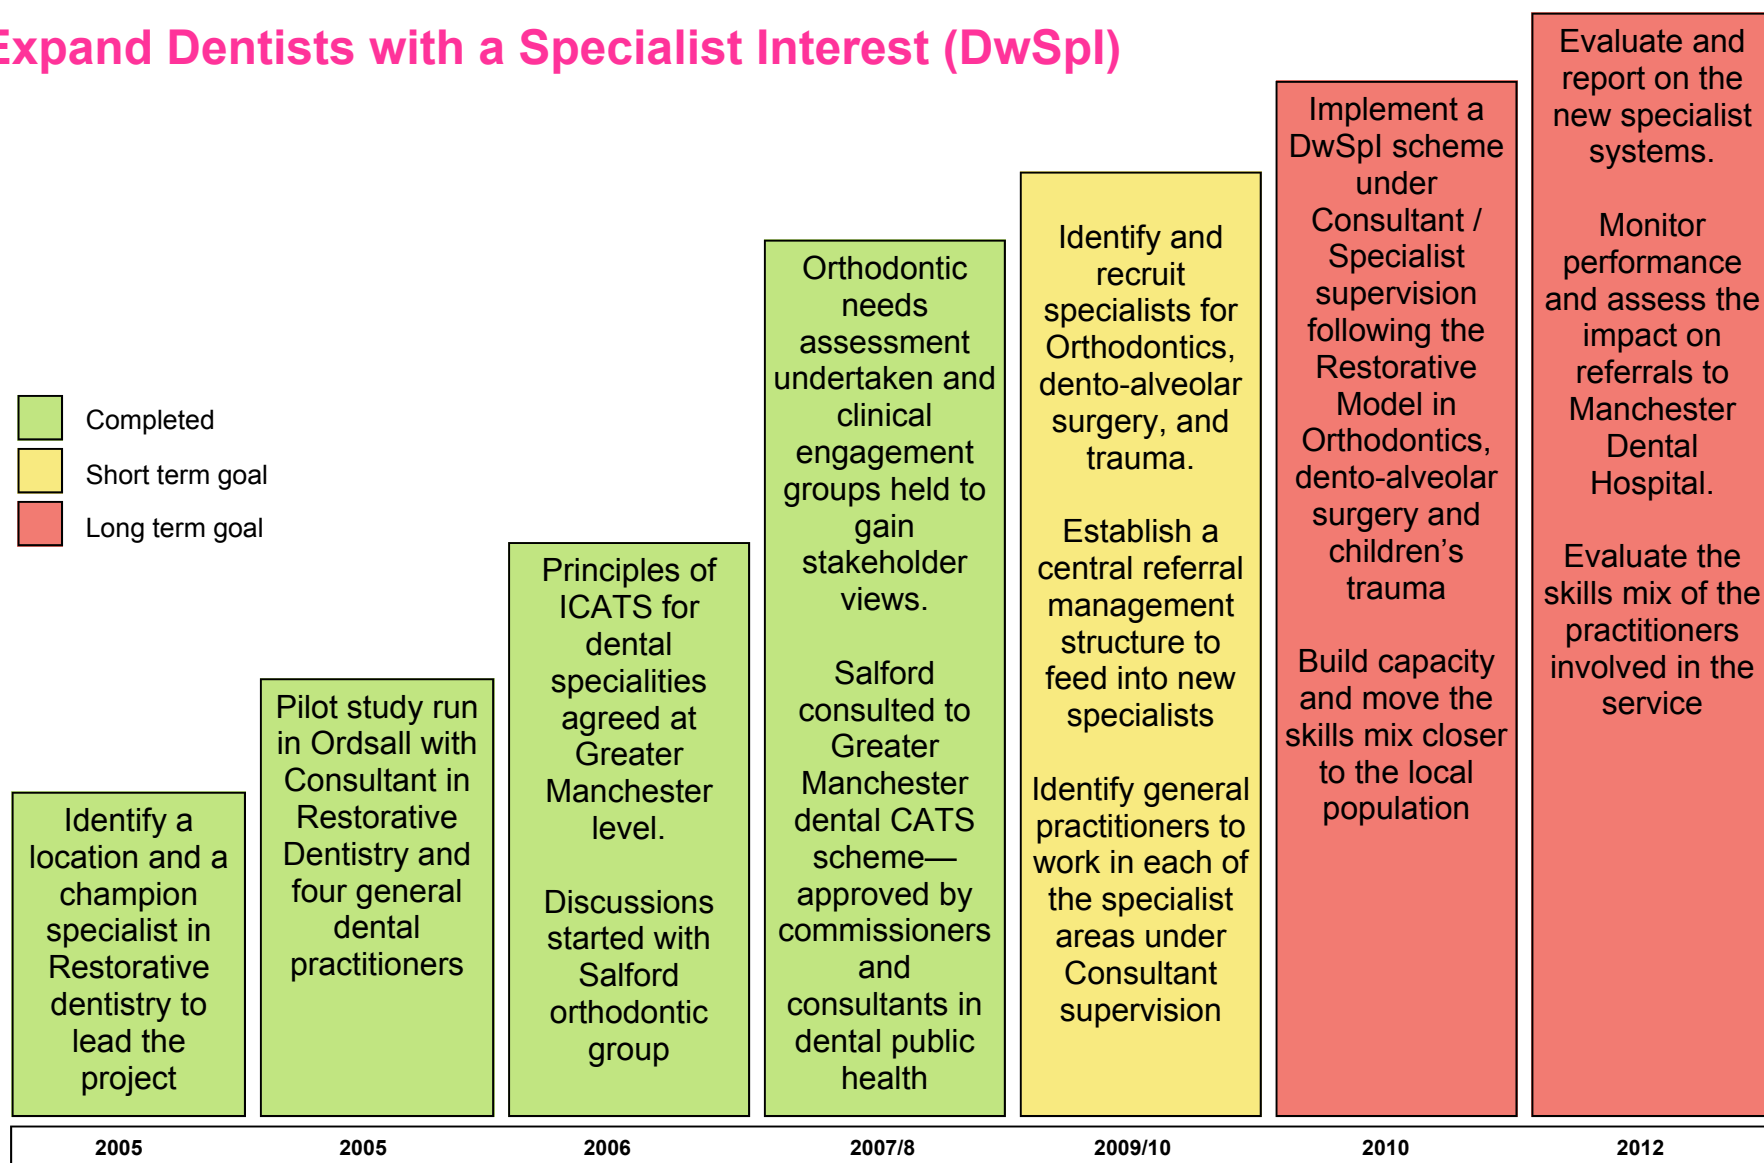 Expand Dentists with a Specialist Interest (DwSpI)
Completed
Short term goal
Long term goal
Identify a
location and a
champion
specialist in
Restorative
dentistry to
lead the
project
Pilot study run
in Ordsall with
Consultant in
Restorative
Dentistry and
four general
dental
practitioners
Principles of
ICATS for
dental
specialities
agreed at
Greater
Manchester
level.
Discussions
started with
Salford
orthodontic
group
Orthodontic
needs
assessment
undertaken and
clinical
engagement
groups held to
gain
stakeholder
views.
Salford
consulted to
Greater
Manchester
dental CATS
scheme—
approved by
commissioners
and
consultants in
dental public
health
Identify and
recruit
specialists for
Orthodontics,
dento-alveolar
surgery, and
trauma.
Establish a
central referral
management
structure to
feed into new
specialists
Identify general
practitioners to
work in each of
the specialist
areas under
Consultant
supervision
Implement a
DwSpI scheme
under
Consultant /
Specialist
supervision
following the
Restorative
Model in
Orthodontics,
dento-alveolar
surgery and
children’s
trauma
Build capacity
and move the
skills mix closer
to the local
population
Evaluate and
report on the
new specialist
systems.
Monitor
performance
and assess the
impact on
referrals to
Manchester
Dental
Hospital.
Evaluate the
skills mix of the
practitioners
involved in the
service
2005
2005
2006
2007/8
2009/10
2010
2012